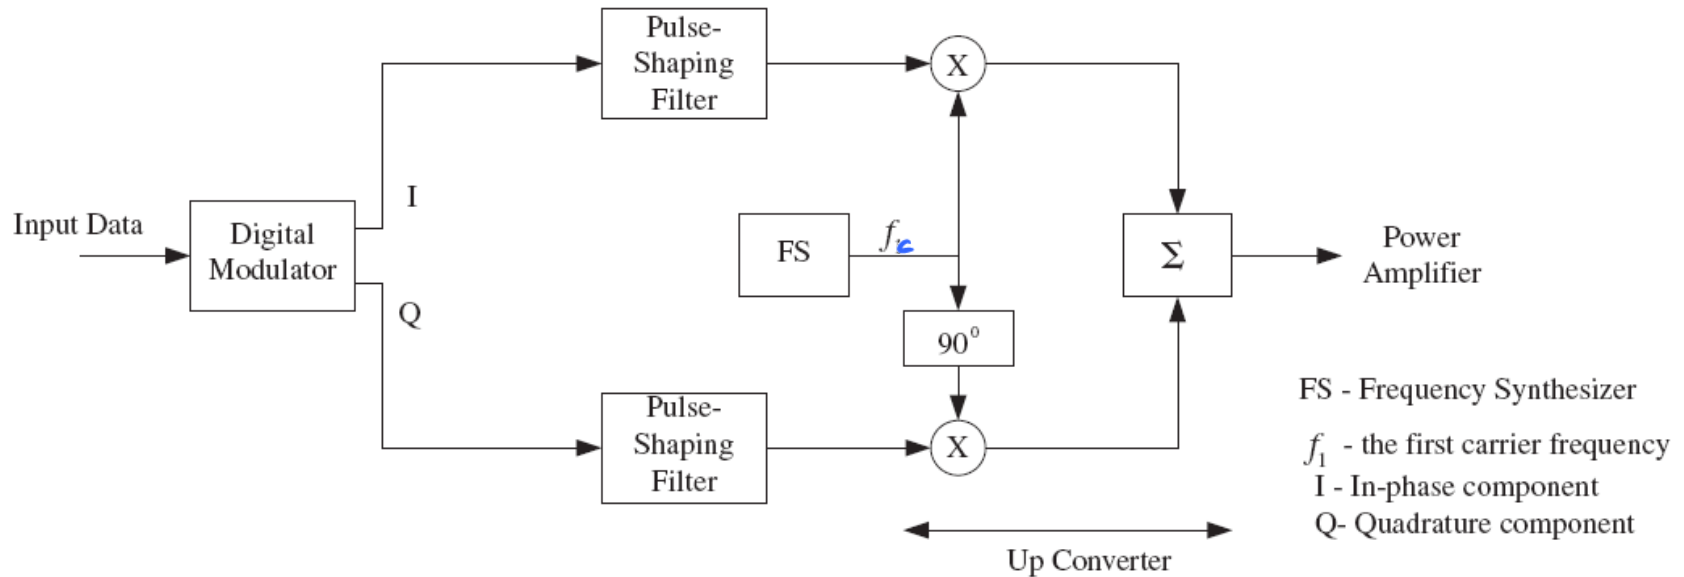 Pulse-
Shaping
Filter
X
I
Input Data
Digital
Modulator
FS
fc
Σ
Power
Amplifier
Q
90°
Pulse-
Shaping
Filter
X
FS - Frequency Synthesizer
f1 - the first carrier frequency
I - In-phase component
Q- Quadrature component
Up Converter